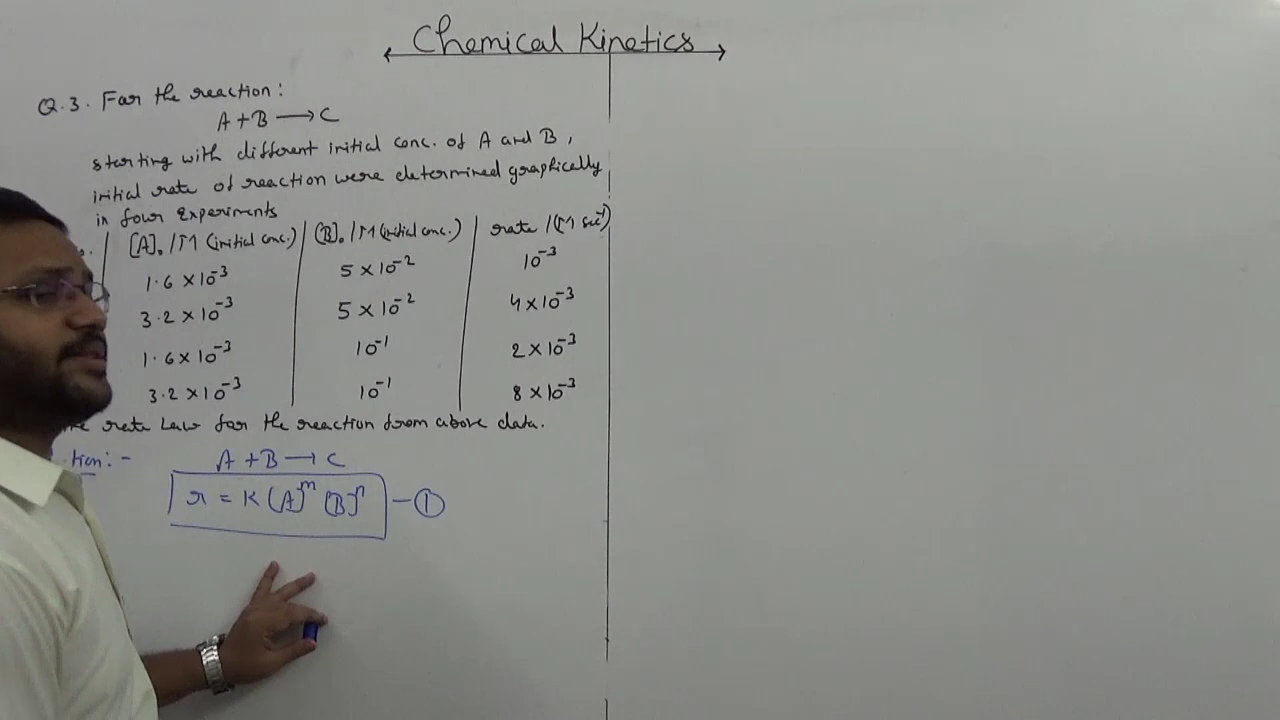 Chemical Kinetics
Q.3. For the reaction:
A + B ⟶ C
starting with different initial conc. of A and B,
initial rate of reaction were determined graphically
in four Experiments
[A]₀ / M (initial conc.) | [B]₀ / M (initial conc.) | rate / (M sec⁻¹)
1.6 × 10⁻³ | 5 × 10⁻² | 10⁻³
3.2 × 10⁻³ | 5 × 10⁻² | 4 × 10⁻³
1.6 × 10⁻³ | 10⁻¹ | 2 × 10⁻³
3.2 × 10⁻³ | 10⁻¹ | 8 × 10⁻³
rate Law for the reaction from above data.
tion: -
A + B ⟶ C
r = K [A]ᵐ [B]ⁿ — ①